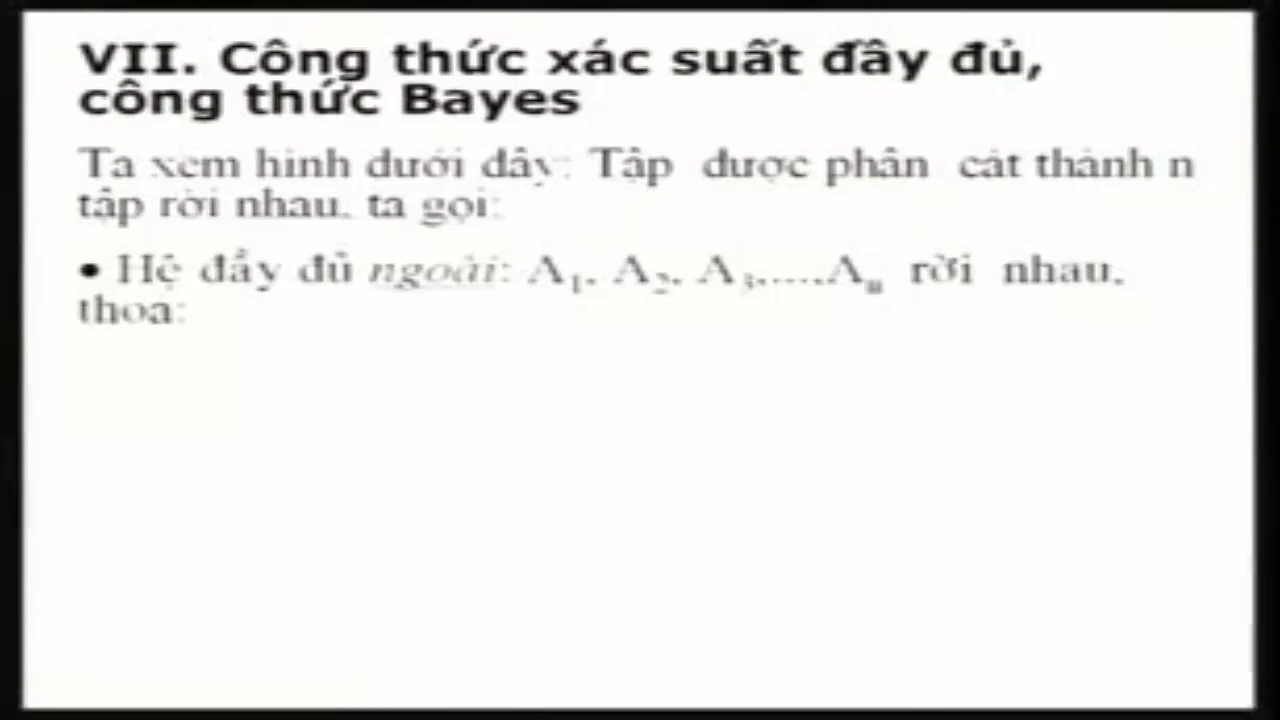 VII. Công thức xác suất đầy đủ,
công thức Bayes
Ta xem hình dưới đây: Tập được phân cắt thành n
tập rời nhau, ta gọi:
• Hệ đầy đủ ngoài: A₁, A₂, A₃,....,Aₙ rời nhau,
thỏa: